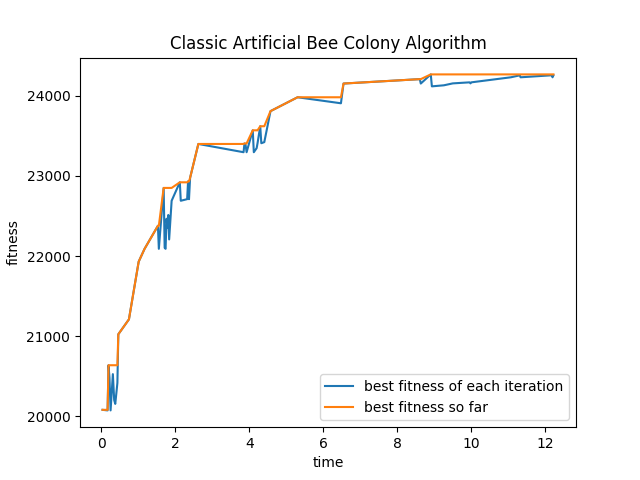 Classic Artificial Bee Colony Algorithm
fitness
24000
23000
22000
21000
20000
0 2 4 6 8 10 12
time
best fitness of each iteration
best fitness so far